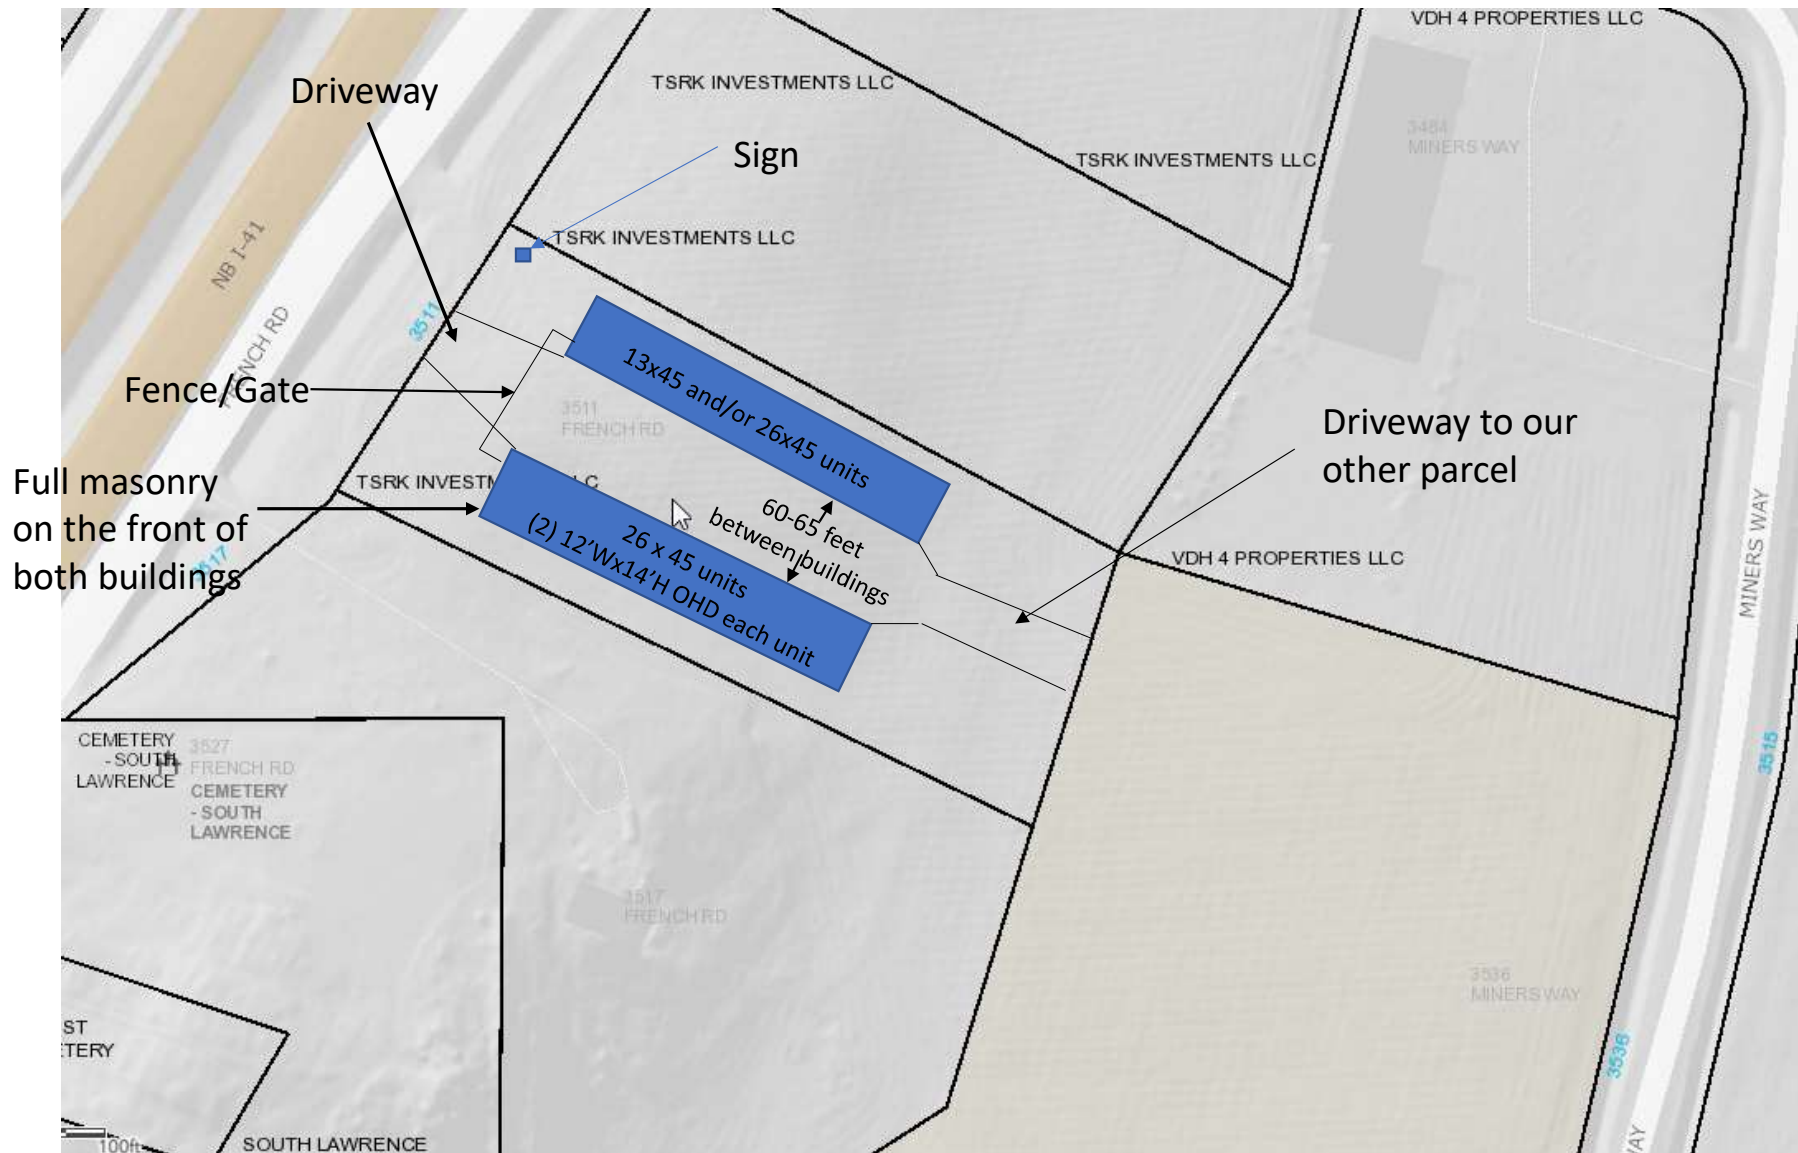 VDH 4 PROPERTIES LLC
TSRK INVESTMENTS LLC
Driveway
3484
MINERS WAY
Sign
TSRK INVESTMENTS LLC
TSRK INVESTMENTS LLC
NB I-41
3511
FRENCH RD
13x45 and/or 26x45 units
Fence/Gate
3511
FRENCH RD
Driveway to our
other parcel
Full masonry
on the front of
both buildings
TSRK INVESTM
LC
60-65 feet
between buildings
26 x 45 units
(2) 12’Wx14’H OHD each unit
3517
VDH 4 PROPERTIES LLC
MINERS WAY
CEMETERY
- SOUTH
LAWRENCE
3527
FRENCH RD
CEMETERY
- SOUTH
LAWRENCE
3515
3517
FRENCH RD
3536
MINERS WAY
ST
ETERY
3536
100ft
SOUTH LAWRENCE
WAY